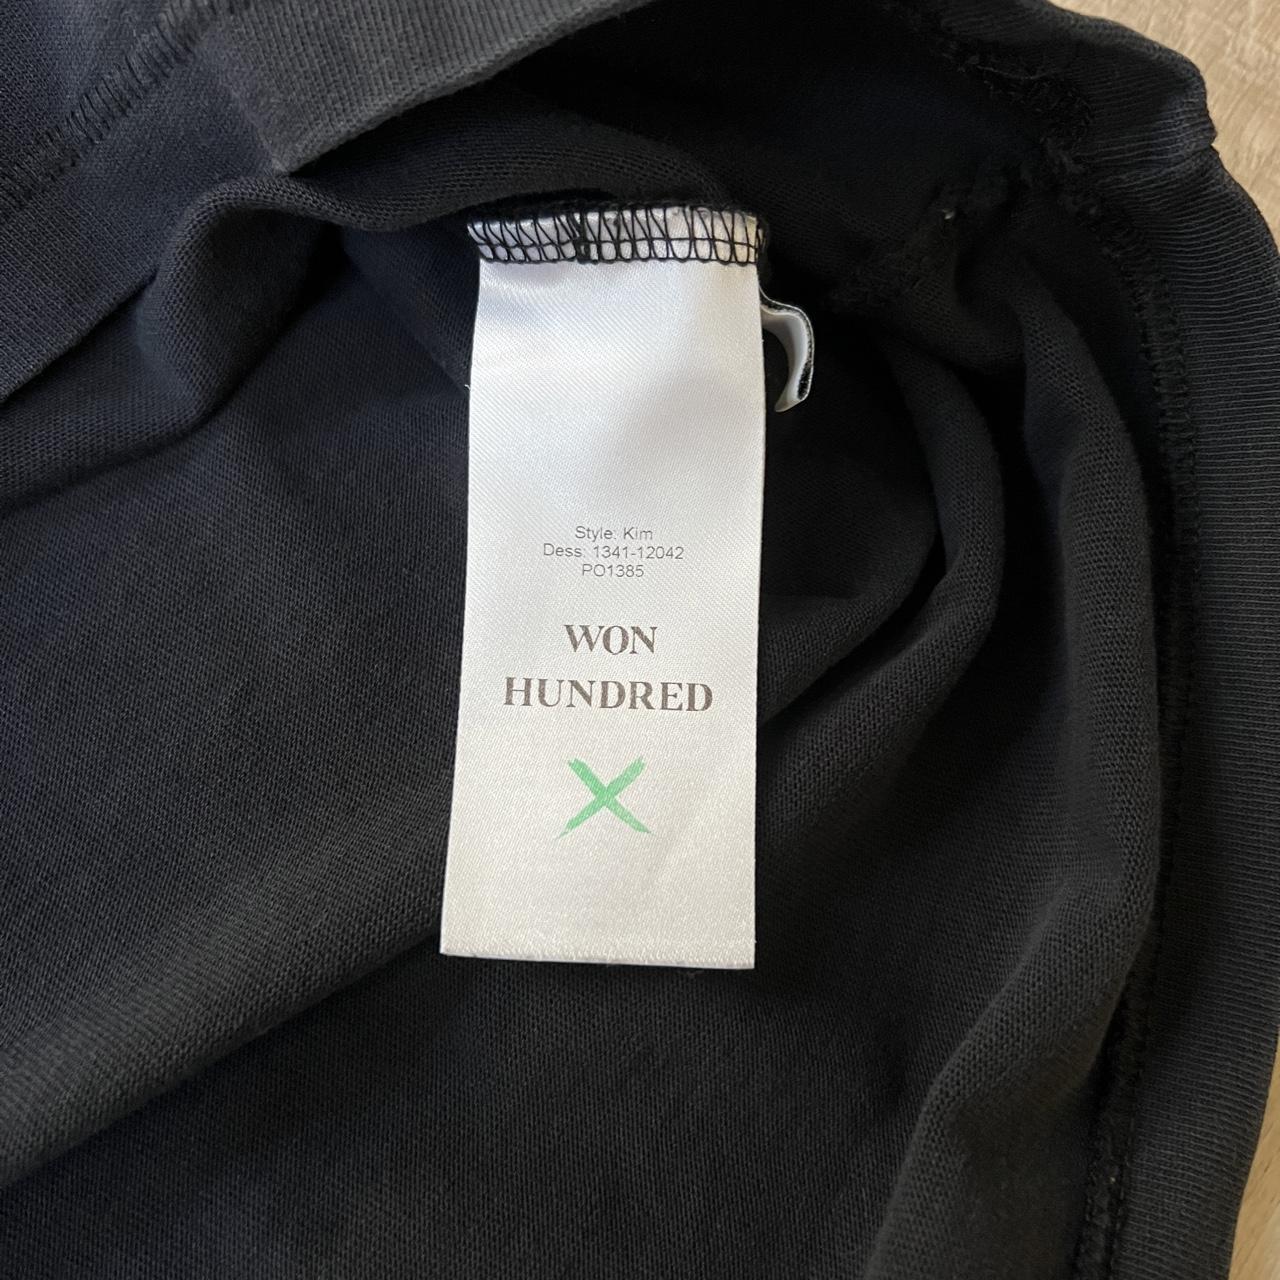 Style: Kim
Dess: 1341-12042
PO1385
WON
HUNDRED